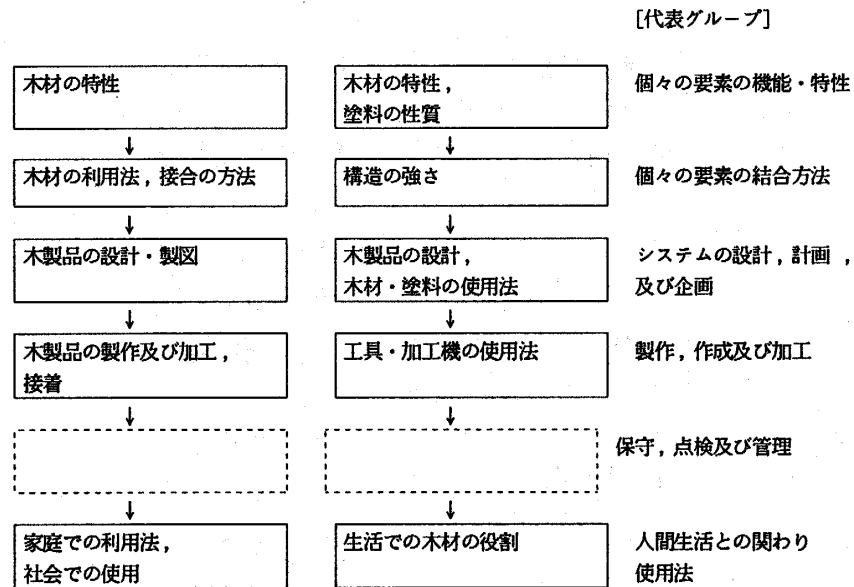 [代表グループ]
木材の特性
木材の特性,
塗料の性質
個々の要素の機能・特性
木材の利用法,接合の方法
構造の強さ
個々の要素の結合方法
木製品の設計・製図
木製品の設計,
木材・塗料の使用法
システムの設計,計画,
及び企画
木製品の製作及び加工,
接着
工具・加工機の使用法
製作,作成及び加工
保守,点検及び管理
家庭での利用法,
社会での使用
生活での木材の役割
人間生活との関わり
使用法